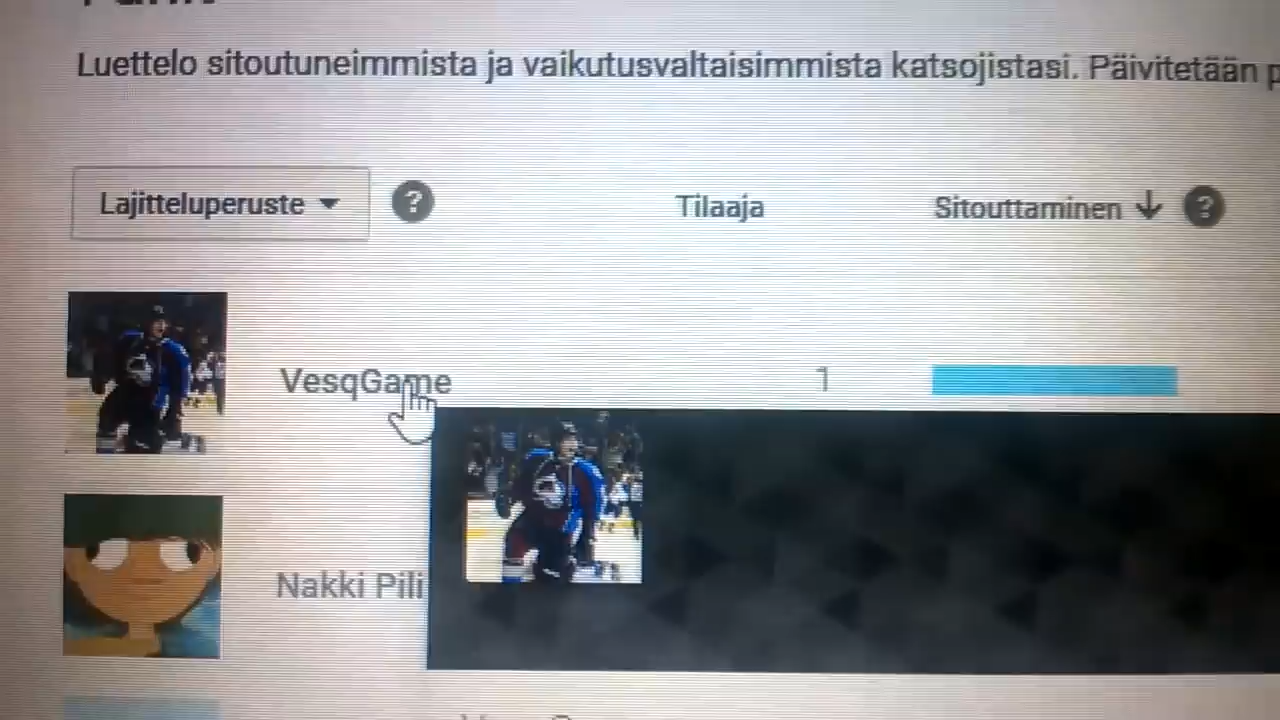 Luettelo sitoutuneimmista ja vaikutusvaltaisimmista katsojistasi. Päivitetään
Lajitteluperuste ? Tilaaja Sitouttaminen ?
VesqGame 1
Nakki Pili